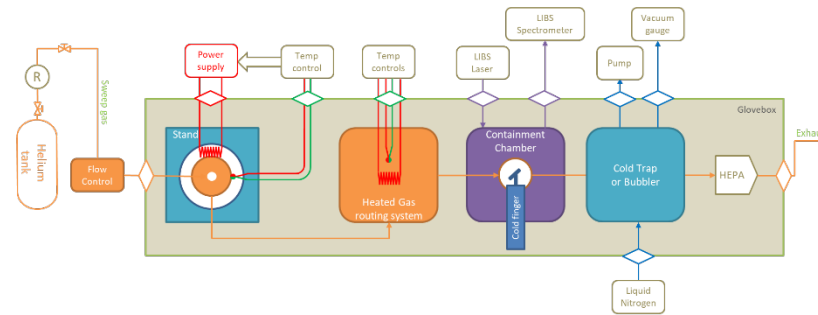 LIBS
Spectrometer
Vacuum
gauge
Power
supply
Temp
control
Temp
controls
LIBS
Laser
Pump
R
Sweep gas
Glovebox
Helium
tank
Flow
Control
Stand
Heated Gas
routing system
Containment
Chamber
Cold finger
Cold Trap
or Bubbler
HEPA
Exhau
Liquid
Nitrogen